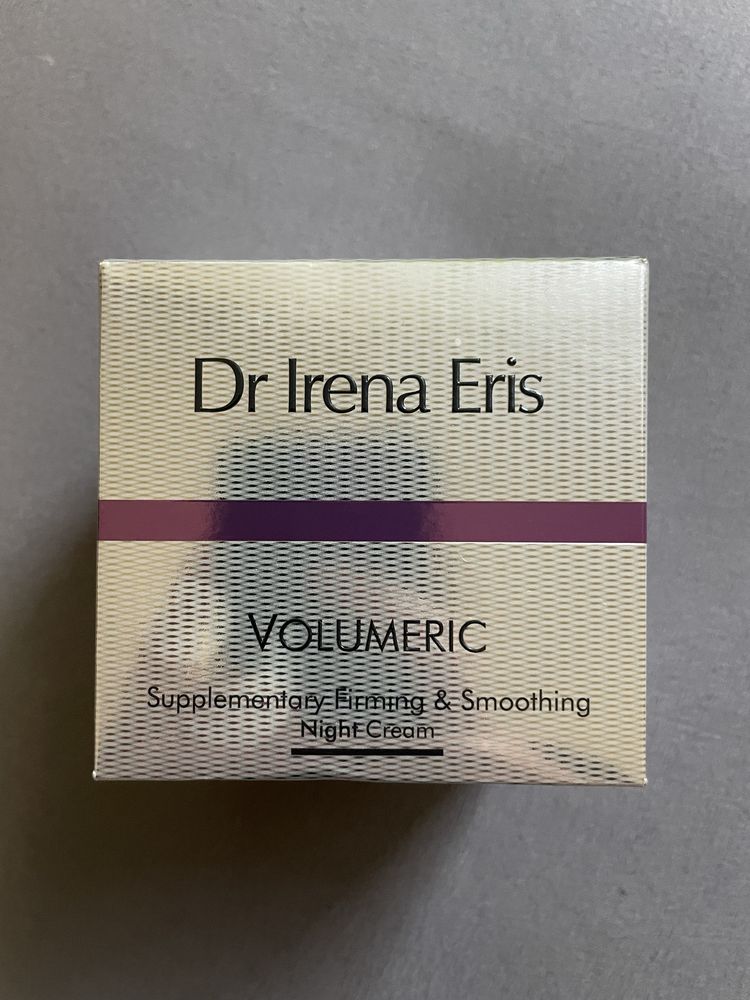 Dr Irena Eris
VOLUMERIC
Supplementary Firming & Smoothing
Night Cream